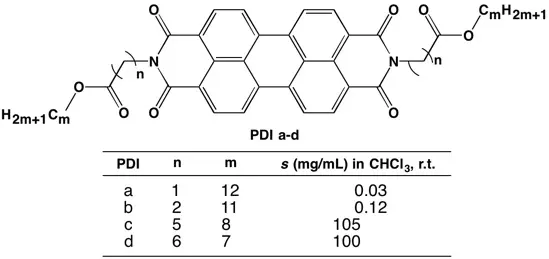 O O O CmH2m+1
O
N N
n n
O
H2m+1Cm O O O
PDI a-d
PDI n m s (mg/mL) in CHCl3, r.t.
a 1 12 0.03
b 2 11 0.12
c 5 8 105
d 6 7 100